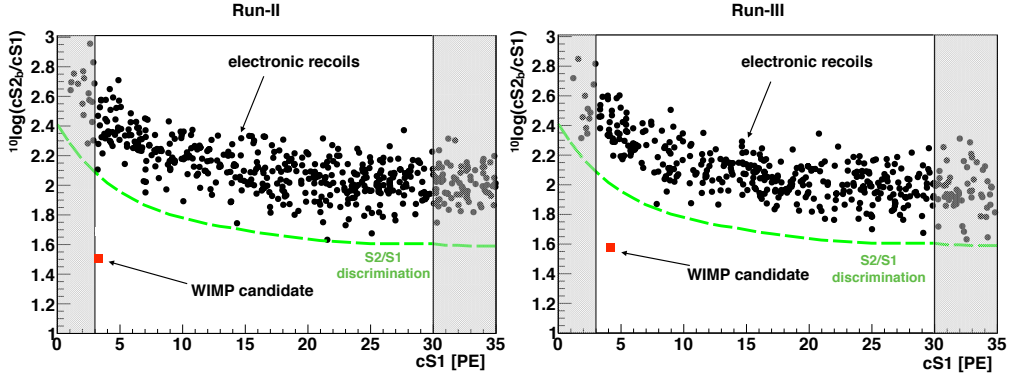 Run-II
3
2.8
2.6
2.4
2.2
2
1.8
1.6
1.4
1.2
1
¹⁰log(cS2_b/cS1)
electronic recoils
S2/S1
discrimination
WIMP candidate
0 5 10 15 20 25 30 35
cS1 [PE]
Run-III
3
2.8
2.6
2.4
2.2
2
1.8
1.6
1.4
1.2
1
¹⁰log(cS2_b/cS1)
electronic recoils
S2/S1
discrimination
WIMP candidate
0 5 10 15 20 25 30 35
cS1 [PE]